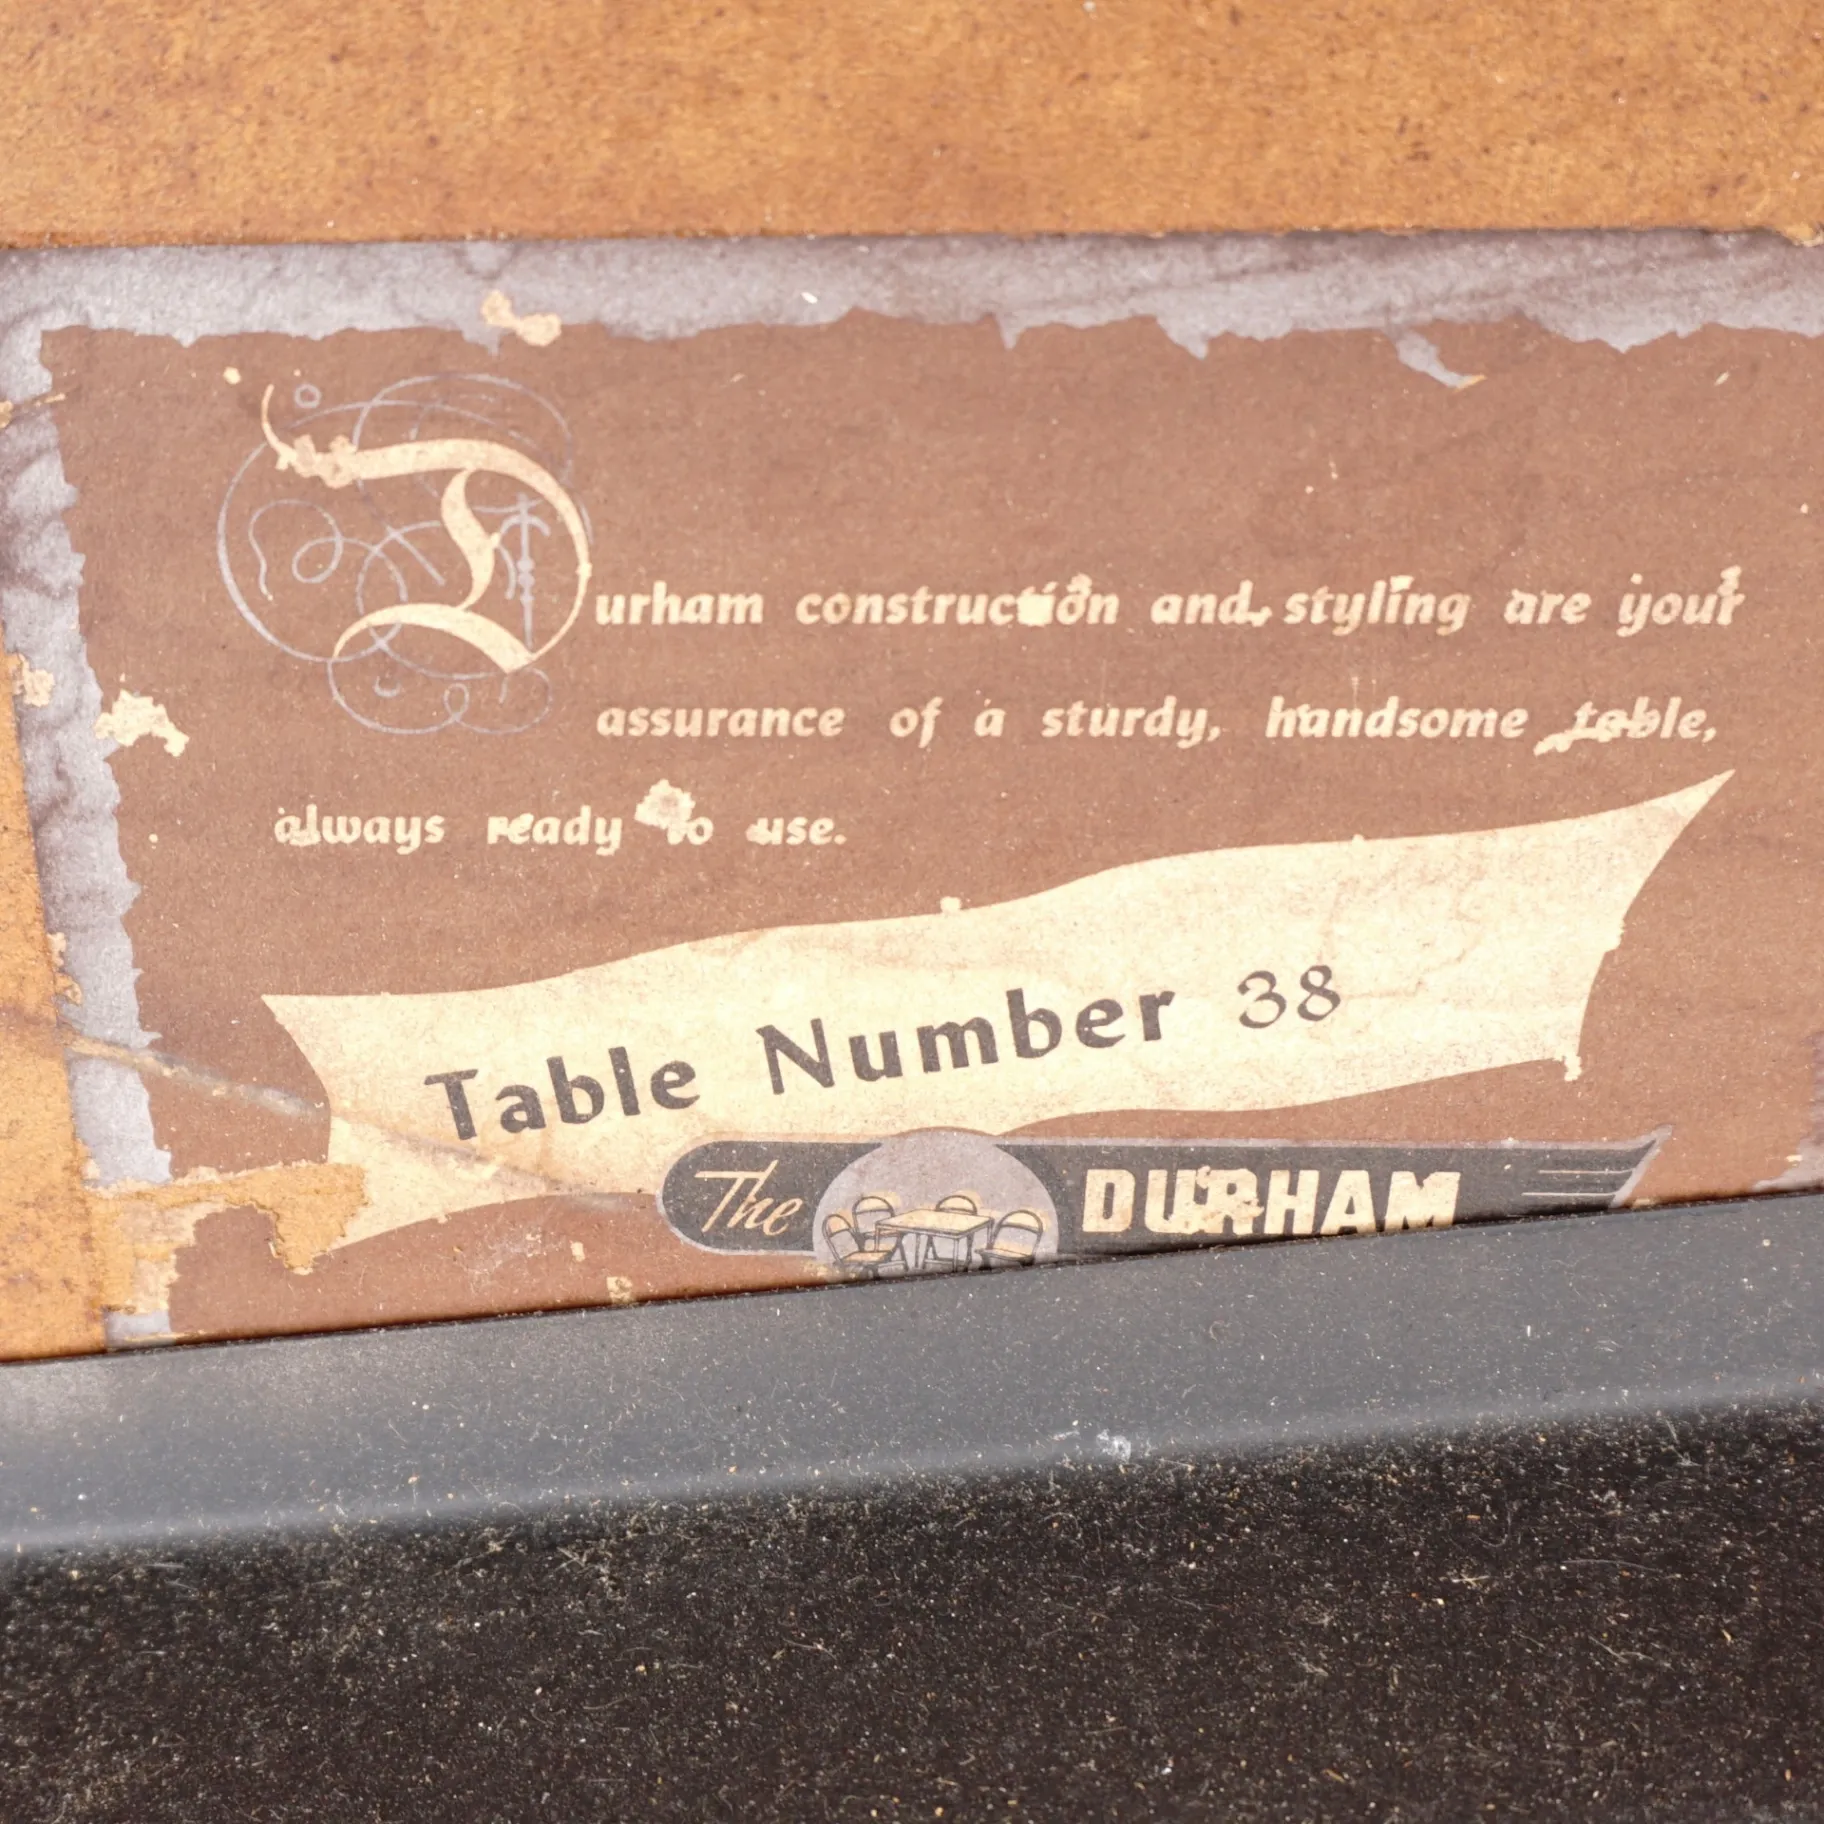 Durham construction and styling are your
assurance of a sturdy, handsome table,
always ready to use.
Table Number 38
The DURHAM